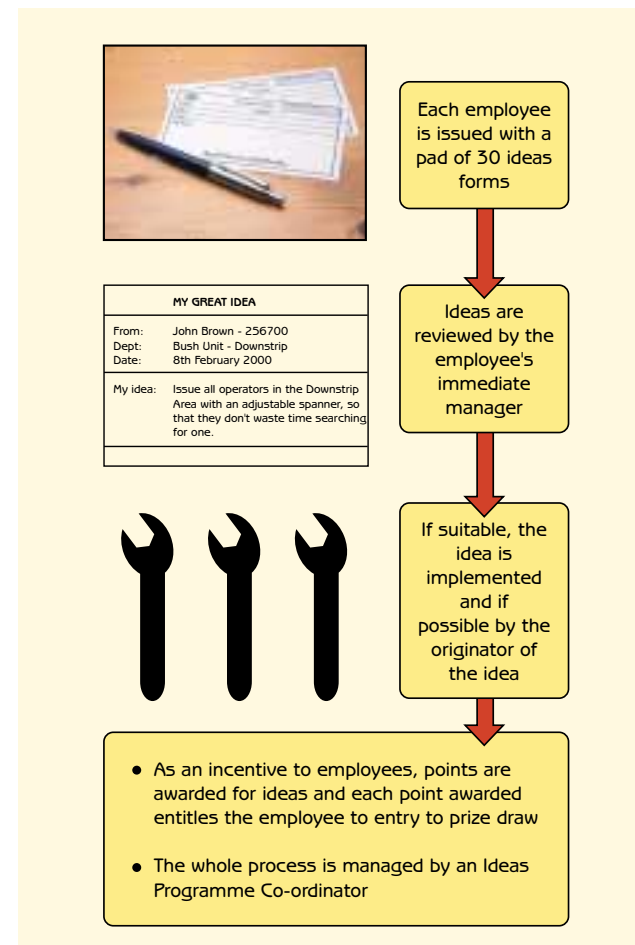 Each employee
is issued with a
pad of 30 ideas
forms
MY GREAT IDEA
From: John Brown - 256700
Dept: Bush Unit - Downstrip
Date: 8th February 2000
My idea: Issue all operators in the Downstrip
Area with an adjustable spanner, so
that they don't waste time searching
for one.
Ideas are
reviewed by the
employee's
immediate
manager
If suitable, the
idea is
implemented
and if
possible by the
originator of
the idea
• As an incentive to employees, points are
awarded for ideas and each point awarded
entitles the employee to entry to prize draw
• The whole process is managed by an Ideas
Programme Co-ordinator